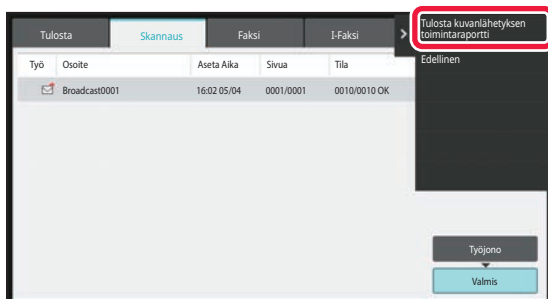 Tulosta
Skannaus
Faksi
I-Faksi
Tulosta kuvanlähetyksen
toimintaraportti
Edellinen
Työ Osoite Aseta Aika Sivua Tila
Broadcast0001 16:02 05/04 0001/0001 0010/0010 OK
Työjono
Valmis